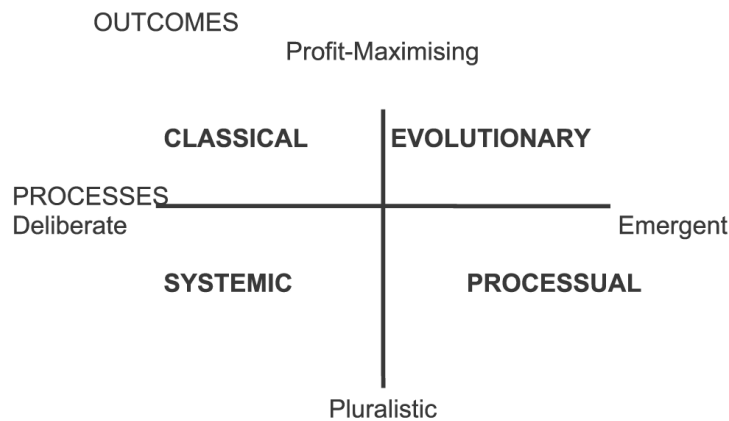 OUTCOMES
Profit-Maximising
CLASSICAL
EVOLUTIONARY
PROCESSES
Deliberate
Emergent
SYSTEMIC
PROCESSUAL
Pluralistic